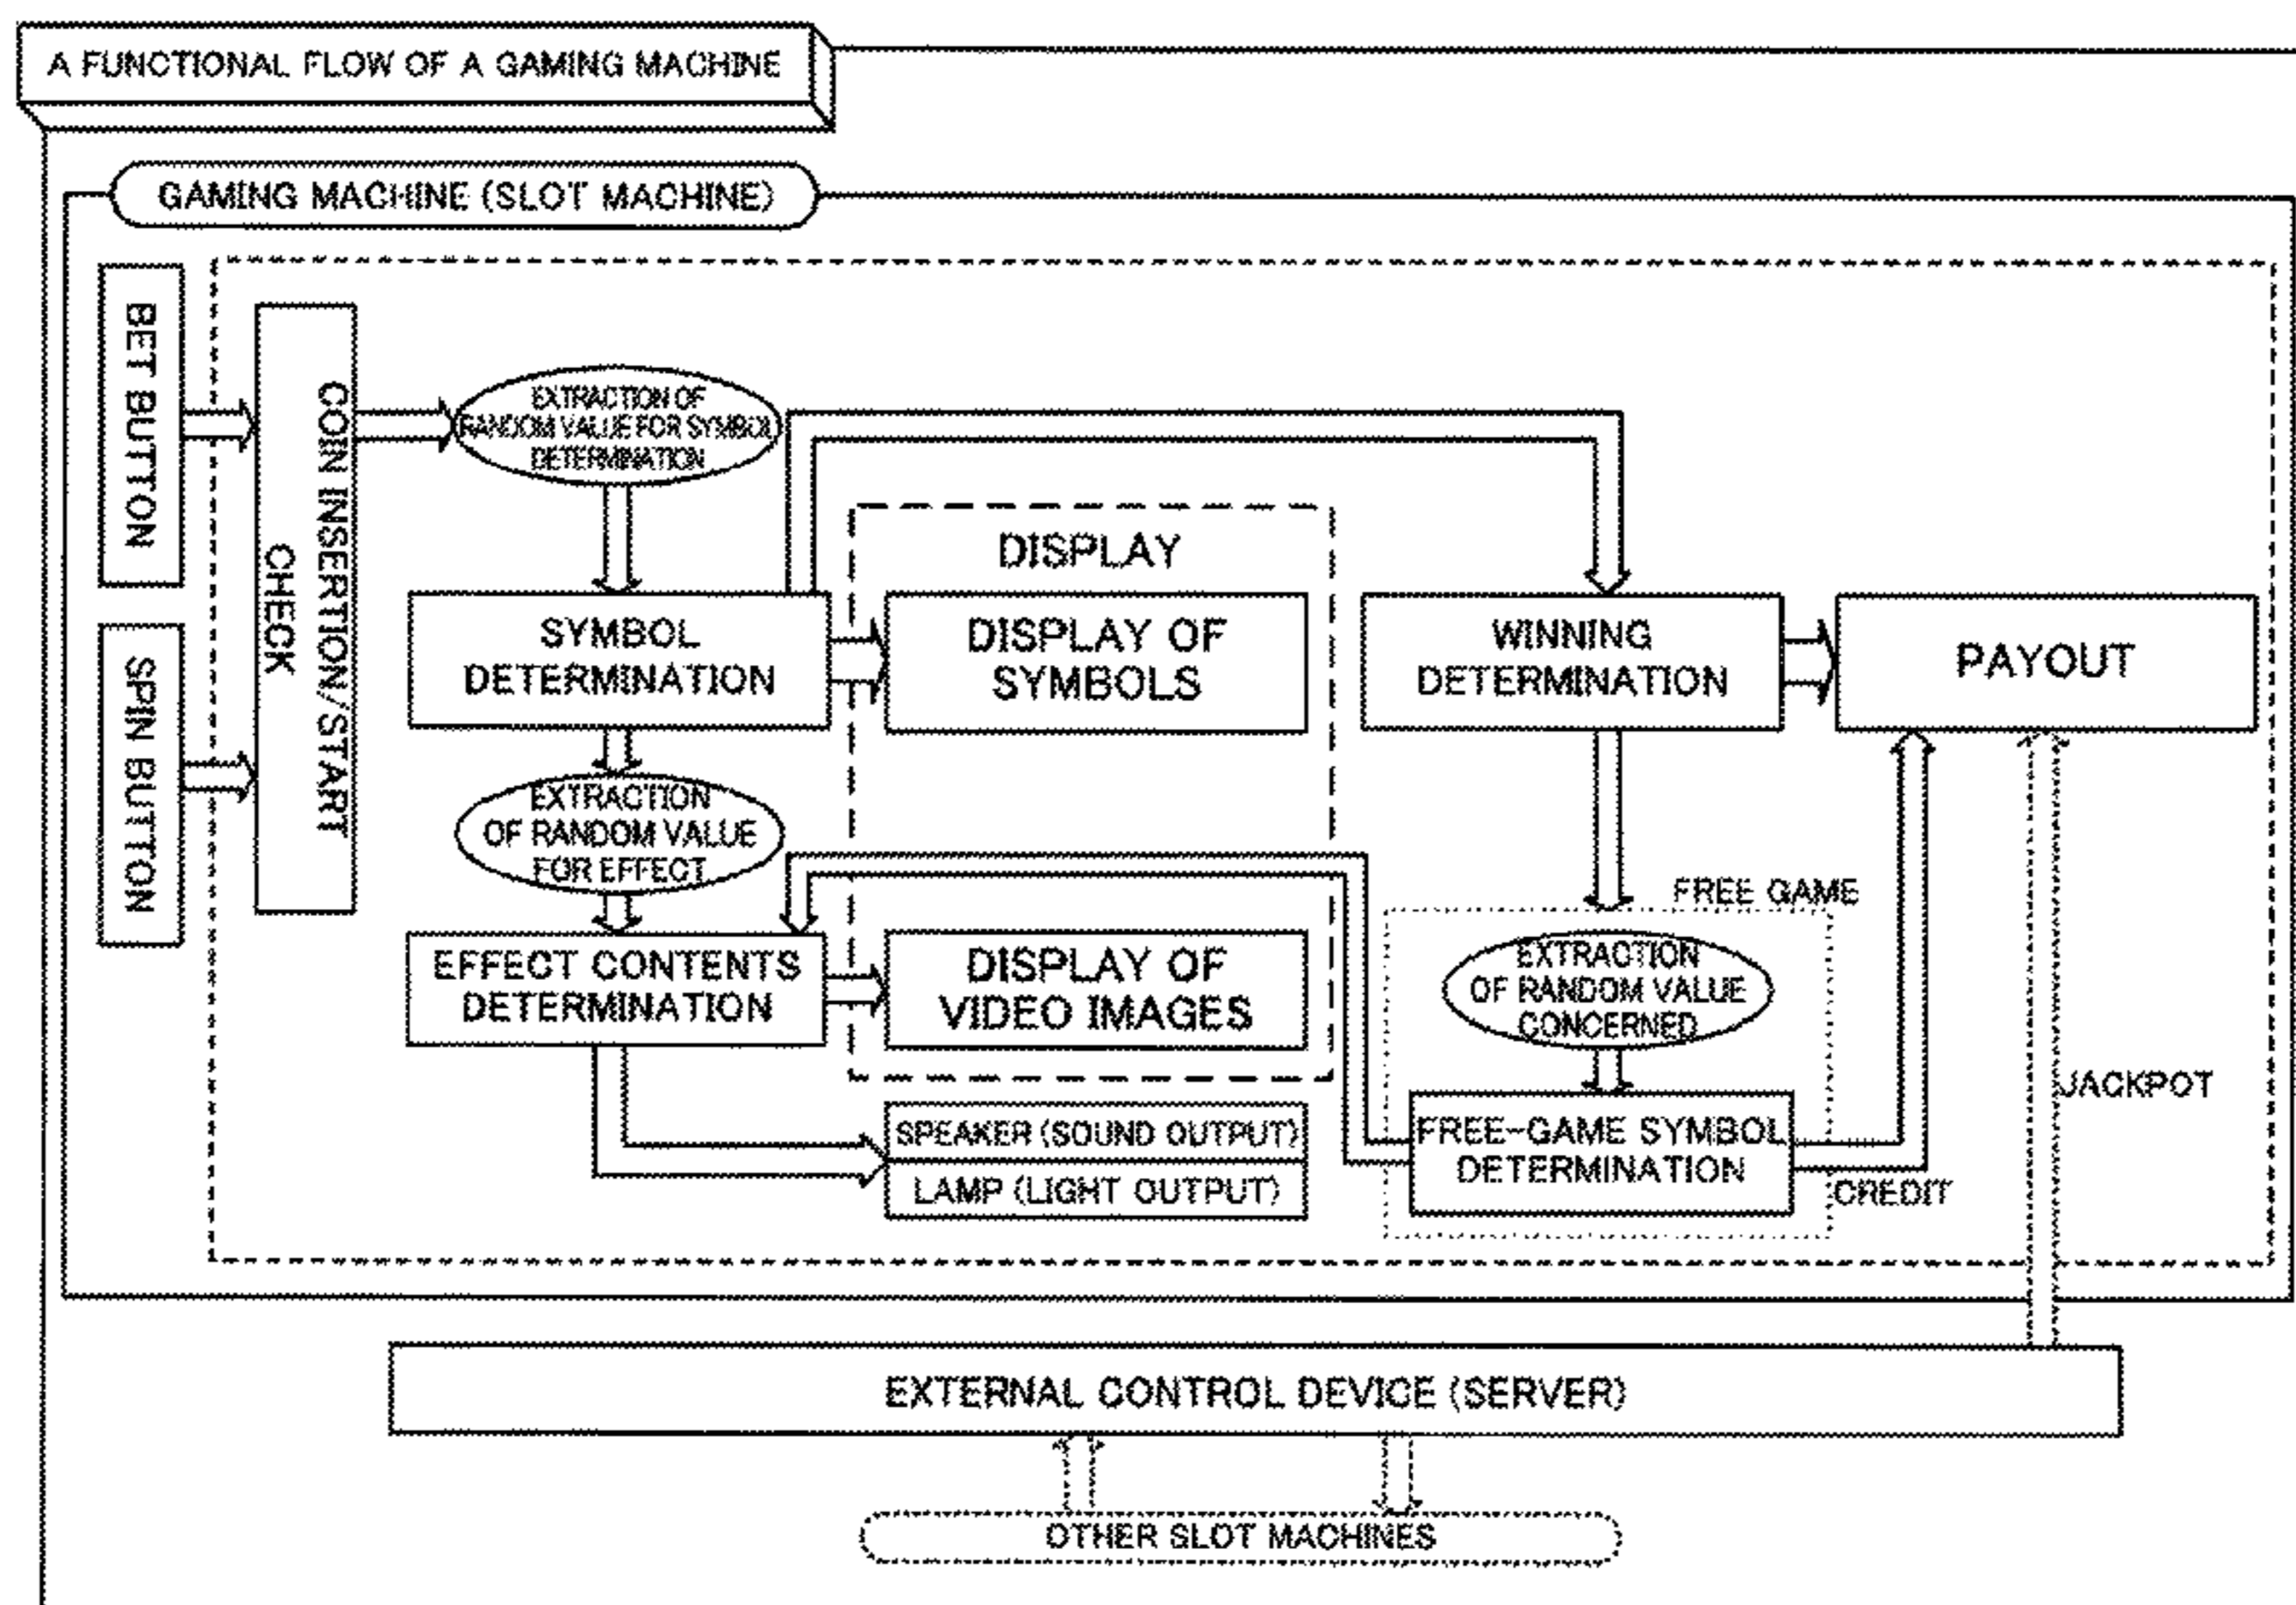 A FUNCTIONAL FLOW OF A GAMING MACHINE
GAMING MACHINE (SLOT MACHINE)
BET BUTTON
SPIN BUTTON
COIN INSERTION/START
CHECK
EXTRACTION OF
RANDOM VALUE FOR SYMBOL
DETERMINATION
SYMBOL
DETERMINATION
EXTRACTION
OF RANDOM VALUE
FOR EFFECT
EFFECT CONTENTS
DETERMINATION
DISPLAY
DISPLAY OF
SYMBOLS
DISPLAY OF
VIDEO IMAGES
SPEAKER (SOUND OUTPUT)
LAMP (LIGHT OUTPUT)
WINNING
DETERMINATION
PAYOUT
FREE GAME
EXTRACTION
OF RANDOM VALUE
CONCERNED
FREE-GAME SYMBOL
DETERMINATION
CREDIT
JACKPOT
EXTERNAL CONTROL DEVICE (SERVER)
OTHER SLOT MACHINES